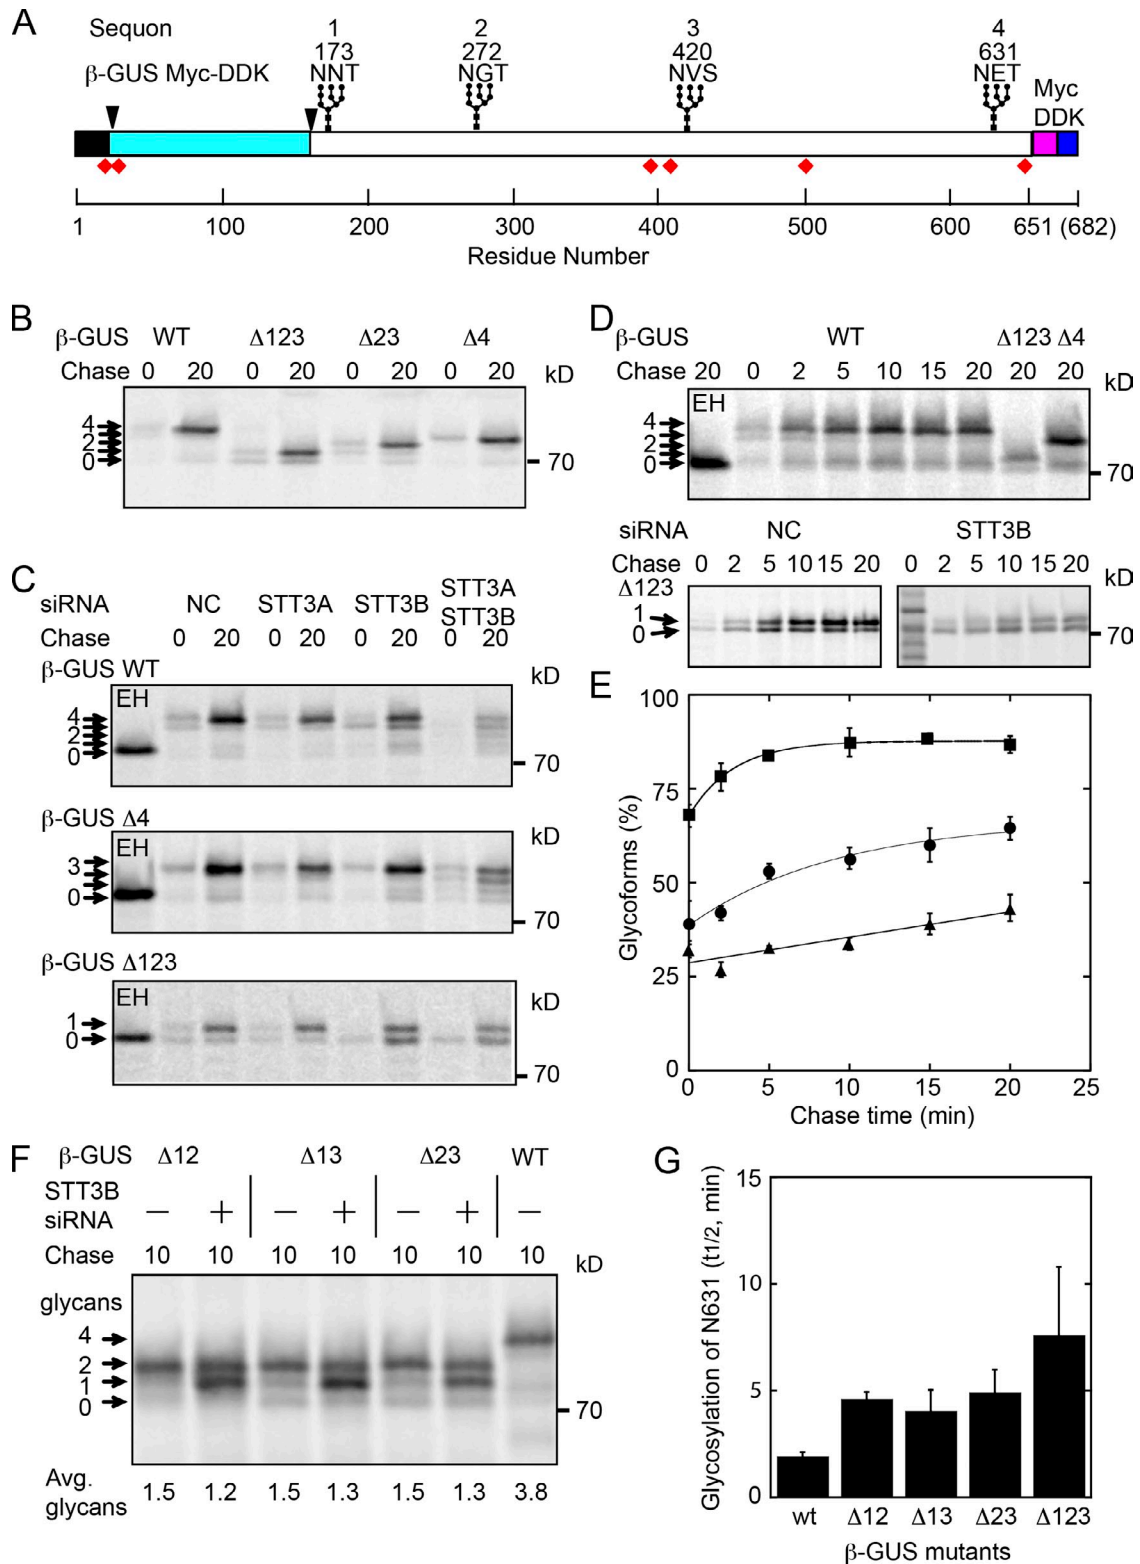 A
Sequon 1 2 3 4
173 272 420 631
β-GUS Myc-DDK NNT NGT NVS NET Myc
DDK
1 100 200 300 400 500 600 651 (682)
Residue Number
B
β-GUS WT Δ123 Δ23 Δ4
Chase 0 20 0 20 0 20 0 20 kD
4
2
0
70
C
siRNA NC STT3A STT3B STT3A STT3B
Chase 0 20 0 20 0 20 0 20
β-GUS WT kD
EH
4
2
0
70
β-GUS Δ4 kD
EH
3
0
70
β-GUS Δ123 kD
EH
1
0
70
D
β-GUS WT Δ123 Δ4
Chase 20 0 2 5 10 15 20 20 20 kD
EH
4
2
0
70
siRNA NC STT3B
Chase 0 2 5 10 15 20 0 2 5 10 15 20 kD
Δ123
1
0
70
E
100
75
50
25
0
Glycoforms (%)
0 5 10 15 20 25
Chase time (min)
F
β-GUS Δ12 Δ13 Δ23 WT
STT3B
siRNA — + — + — + —
Chase 10 10 10 10 10 10 10 kD
glycans
4
2
1
0
70
Avg.
glycans 1.5 1.2 1.5 1.3 1.5 1.3 3.8
G
15
10
5
0
Glycosylation of N631 (t1/2, min)
wt Δ12 Δ13 Δ23 Δ123
β-GUS mutants